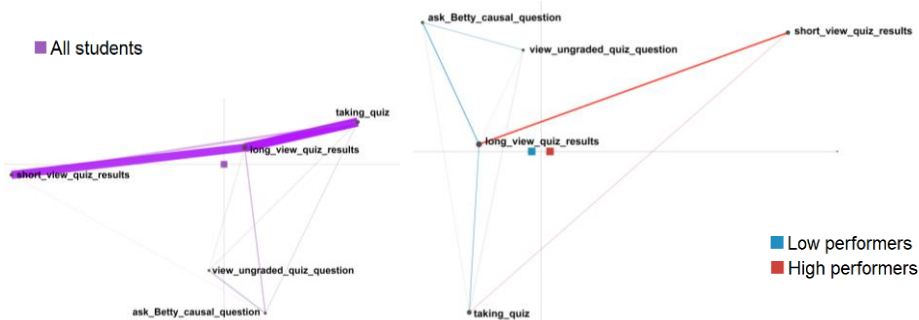 All students
taking_quiz
long_view_quiz_results
short_view_quiz_results
view_ungraded_quiz_question
ask_Betty_causal_question
ask_Betty_causal_question
short_view_quiz_results
view_ungraded_quiz_question
long_view_quiz_results
Low performers
High performers
taking_quiz